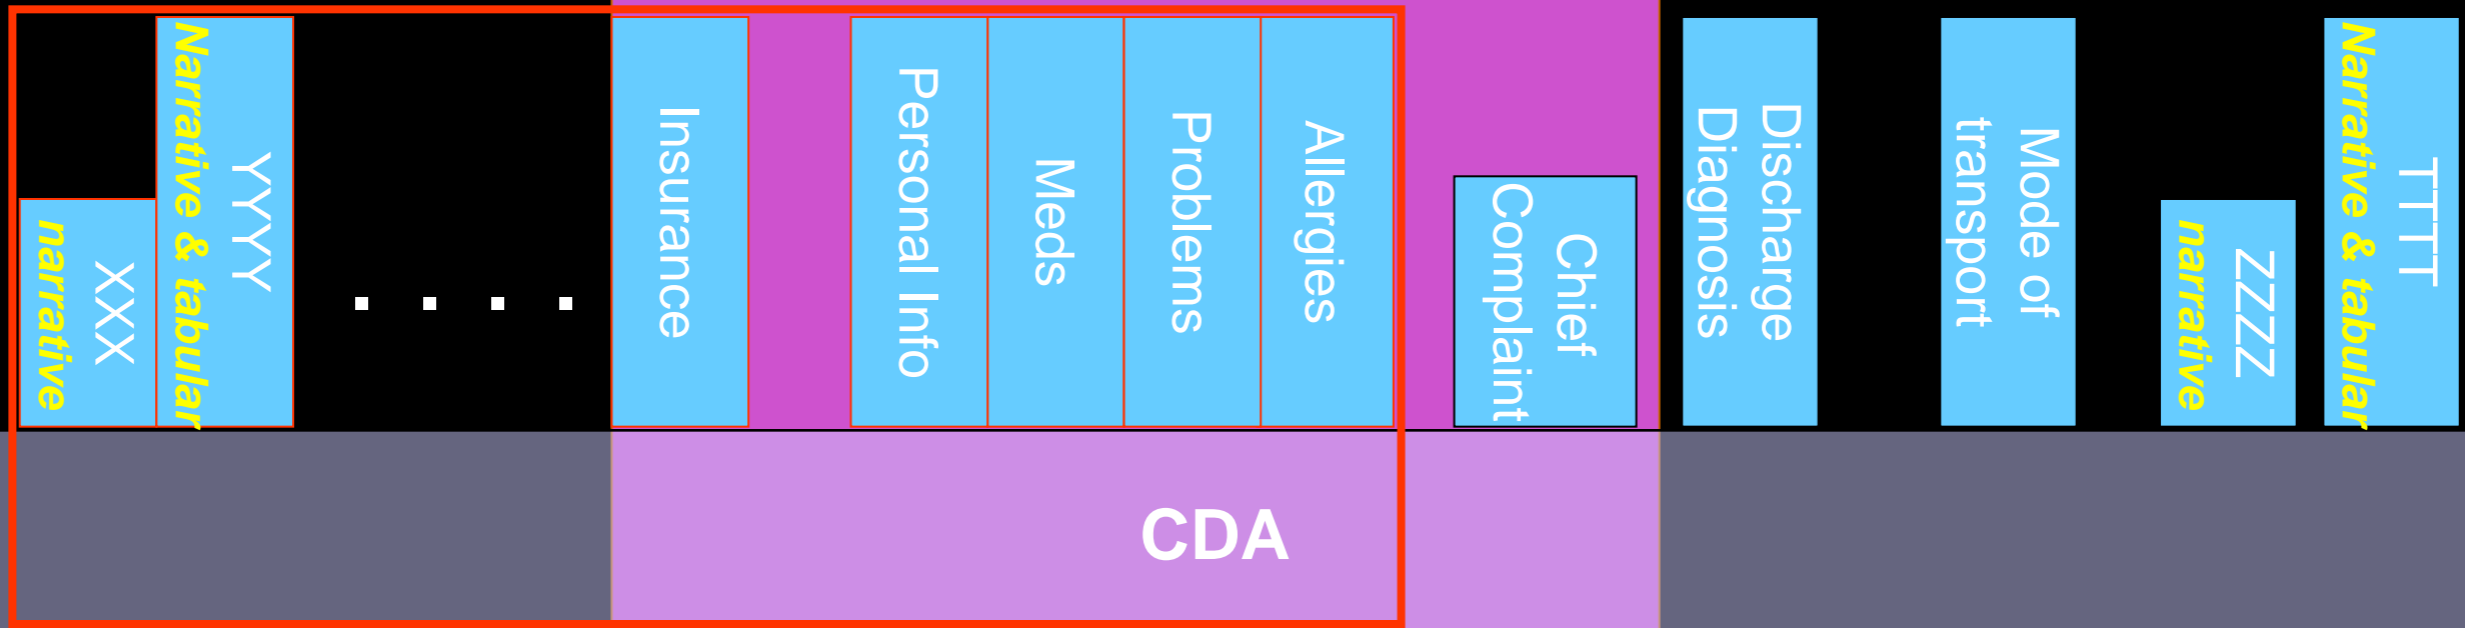 XXX
narrative
YYYY
Narrative & tabular
. . . .
Insurance
Personal Info
Meds
Problems
Allergies
Chief
Complaint
Discharge
Diagnosis
Mode of
transport
ZZZZ
narrative
TTTT
Narrative & tabular
CDA